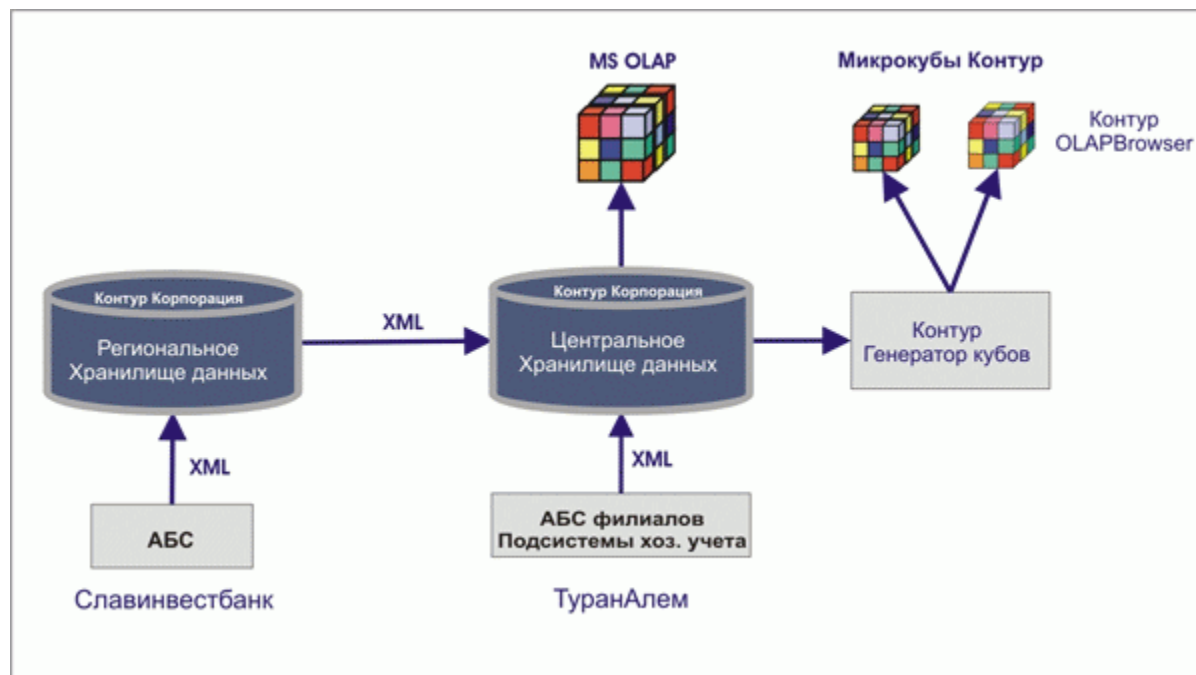 MS OLAP
Микрокубы Контур
Контур
OLAPBrowser
Контур Корпорация
Региональное
Хранилище данных
XML
Контур Корпорация
Центральное
Хранилище данных
Контур
Генератор кубов
XML
XML
АБС
АБС филиалов
Подсистемы хоз. учета
Славинвестбанк
ТуранАлем